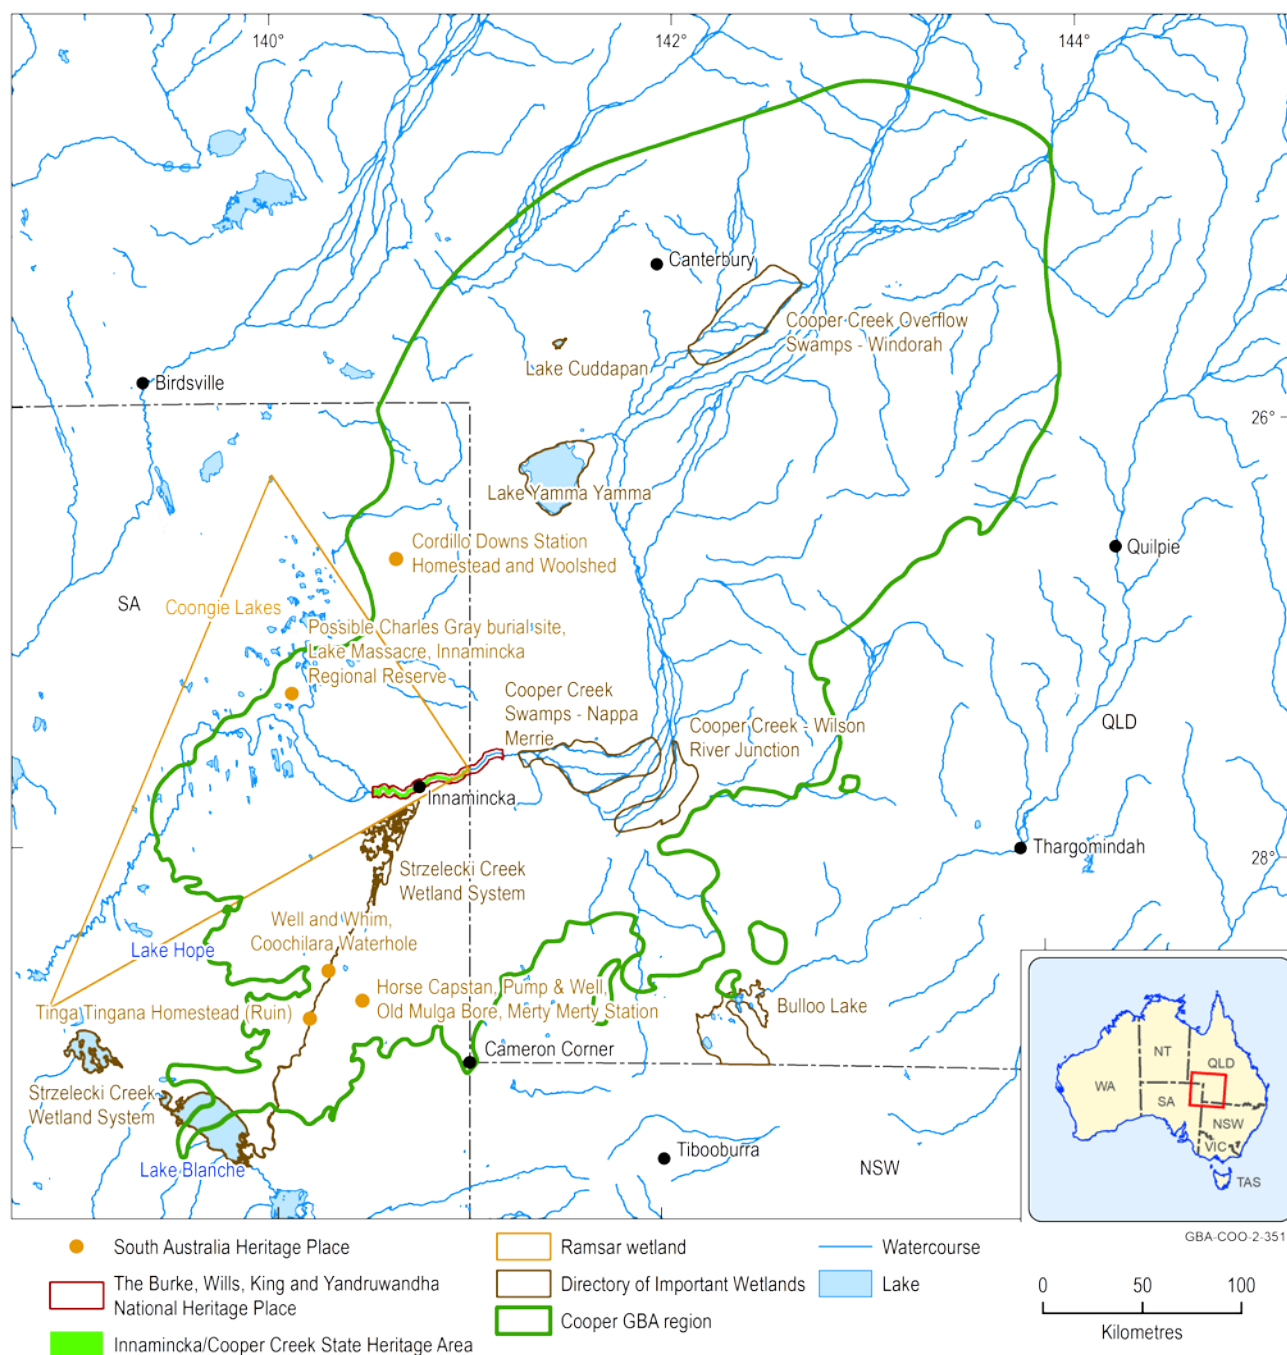 140°
142°
144°
Canterbury
Cooper Creek Overflow
Swamps - Windorah
Lake Cuddapan
Birdsville
26°
Lake Yamma Yamma
Cordillo Downs Station
Homestead and Woolshed
Quilpie
SA
Coongie Lakes
Possible Charles Gray burial site,
Lake Massacre, Innamincka
Regional Reserve
Cooper Creek
Swamps - Nappa
Merrie
Cooper Creek - Wilson
River Junction
QLD
Innamincka
Thargomindah
28°
Strzelecki Creek
Wetland System
Well and Whim,
Coochilara Waterhole
Lake Hope
Horse Capstan, Pump & Well,
Old Mulga Bore, Merty Merty Station
Tinga Tingana Homestead (Ruin)
Bulloo Lake
Cameron Corner
Strzelecki Creek
Wetland System
Lake Blanche
Tibooburra
NSW
NT
QLD
WA
SA
NSW
VIC
TAS
GBA-COO-2-351
South Australia Heritage Place
The Burke, Wills, King and Yandruwandha
National Heritage Place
Innamincka/Cooper Creek State Heritage Area
Ramsar wetland
Directory of Important Wetlands
Cooper GBA region
Watercourse
Lake
0
50
100
Kilometres